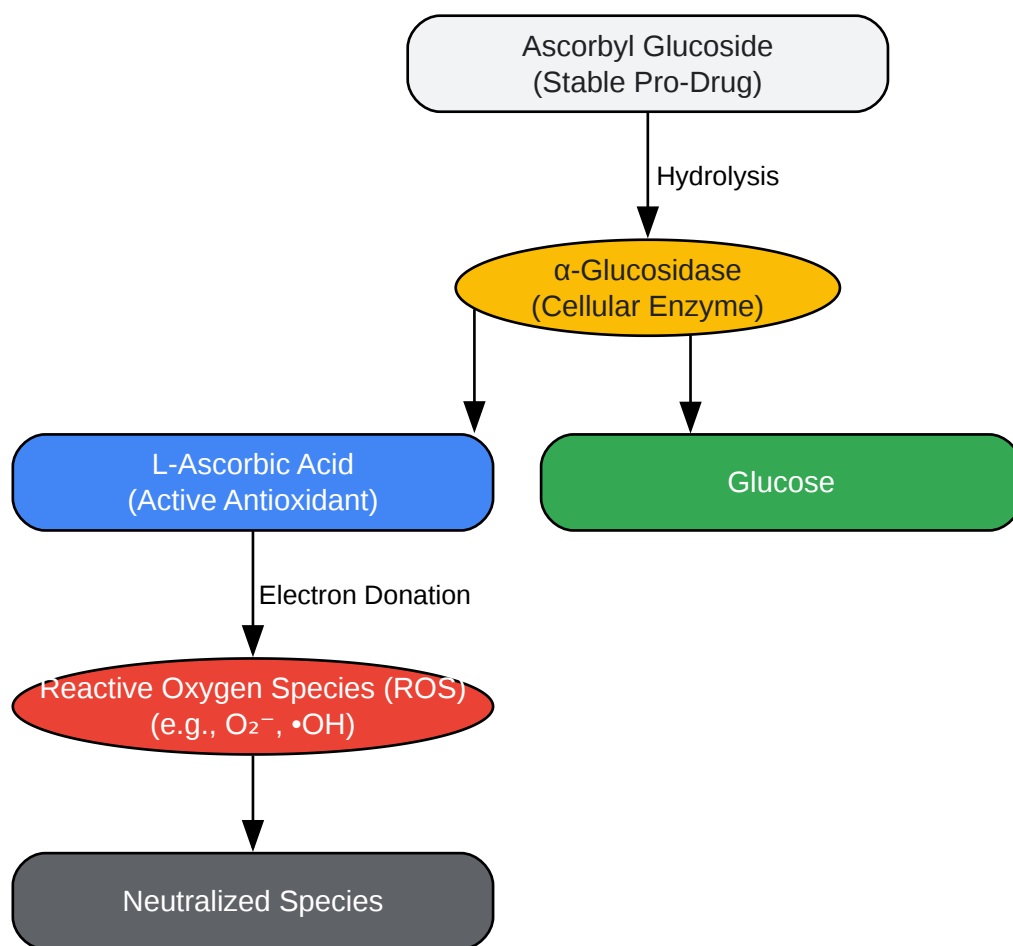 Ascorbyl Glucoside
(Stable Pro-Drug)
Hydrolysis
α-Glucosidase
(Cellular Enzyme)
L-Ascorbic Acid
(Active Antioxidant)
Glucose
Electron Donation
Reactive Oxygen Species (ROS)
(e.g., O₂⁻, •OH)
Neutralized Species